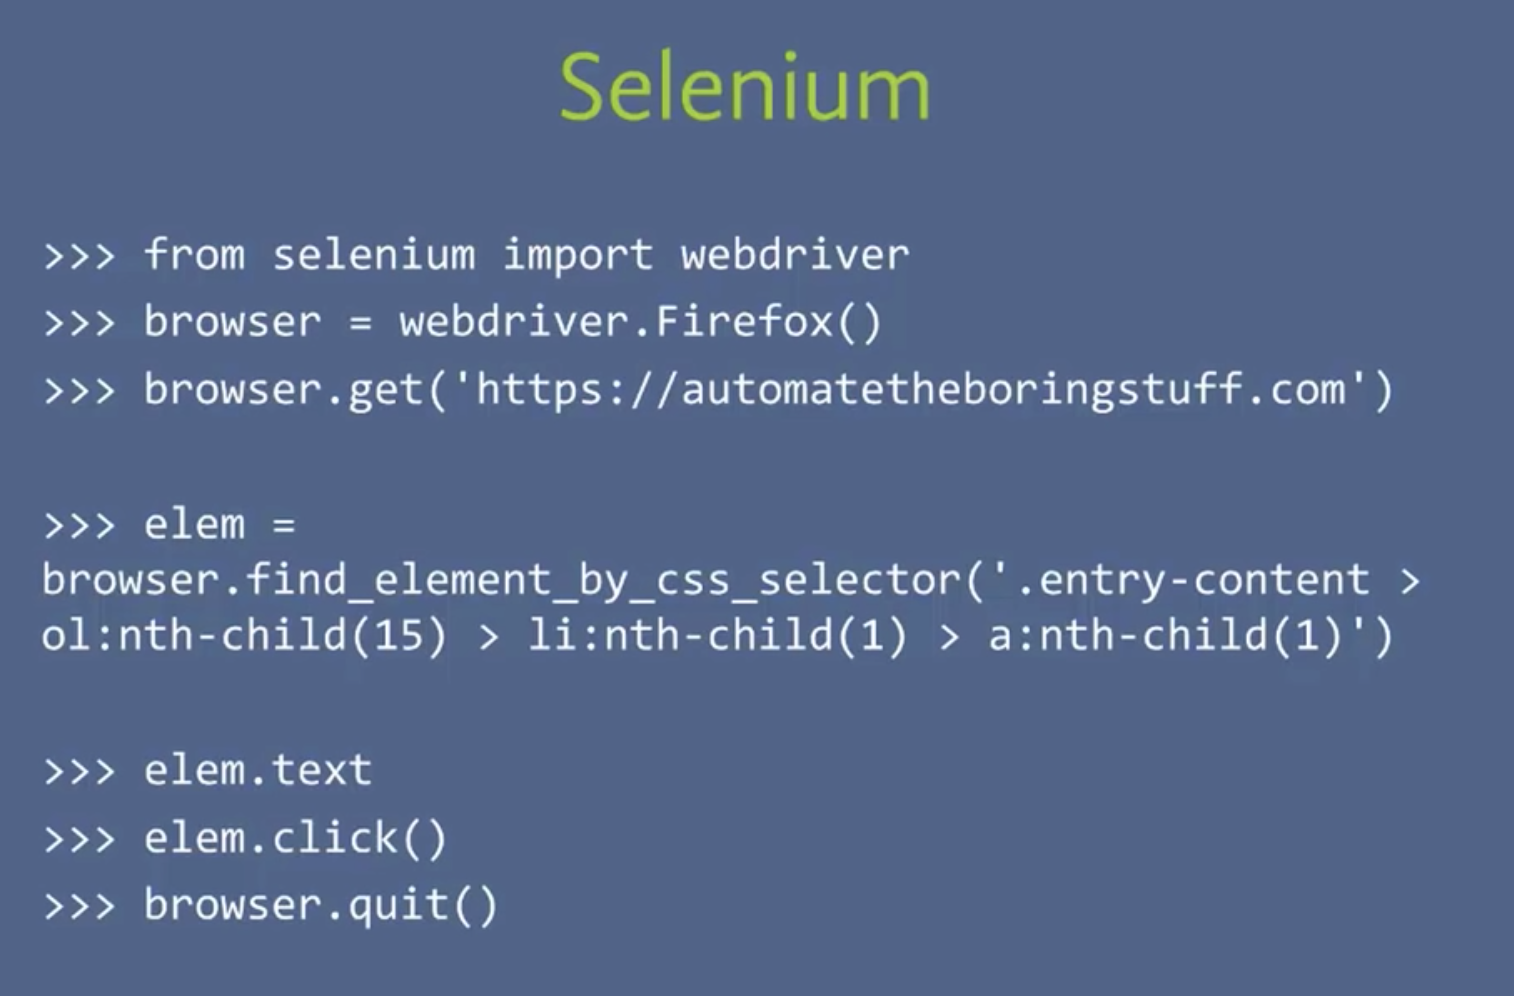 Selenium
>>> from selenium import webdriver
>>> browser = webdriver.Firefox()
>>> browser.get('https://automatetheboringstuff.com')
>>> elem =
browser.find_element_by_css_selector('.entry-content >
ol:nth-child(15) > li:nth-child(1) > a:nth-child(1)')
>>> elem.text
>>> elem.click()
>>> browser.quit()